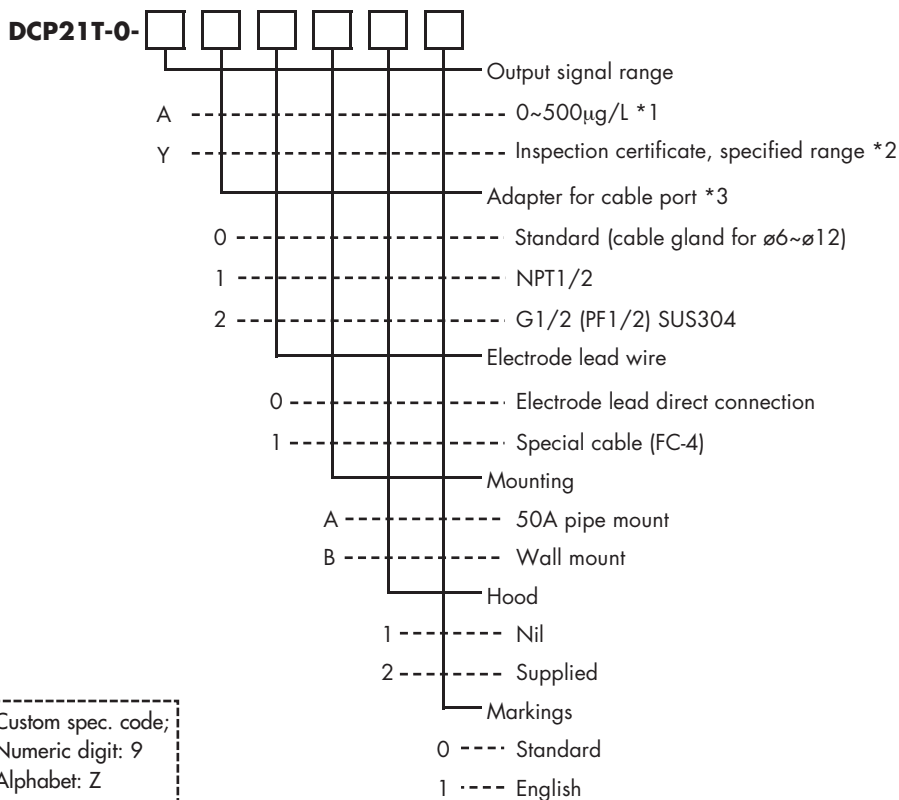 DCP21T-0-
Output signal range
A 0~500µg/L *1
Y Inspection certificate, specified range *2
Adapter for cable port *3
0 Standard (cable gland for ø6~ø12)
1 NPT1/2
2 G1/2 (PF1/2) SUS304
Electrode lead wire
0 Electrode lead direct connection
1 Special cable (FC-4)
Mounting
A 50A pipe mount
B Wall mount
Hood
1 Nil
2 Supplied
Markings
0 Standard
1 English
Custom spec. code;
Numeric digit: 9
Alphabet: Z